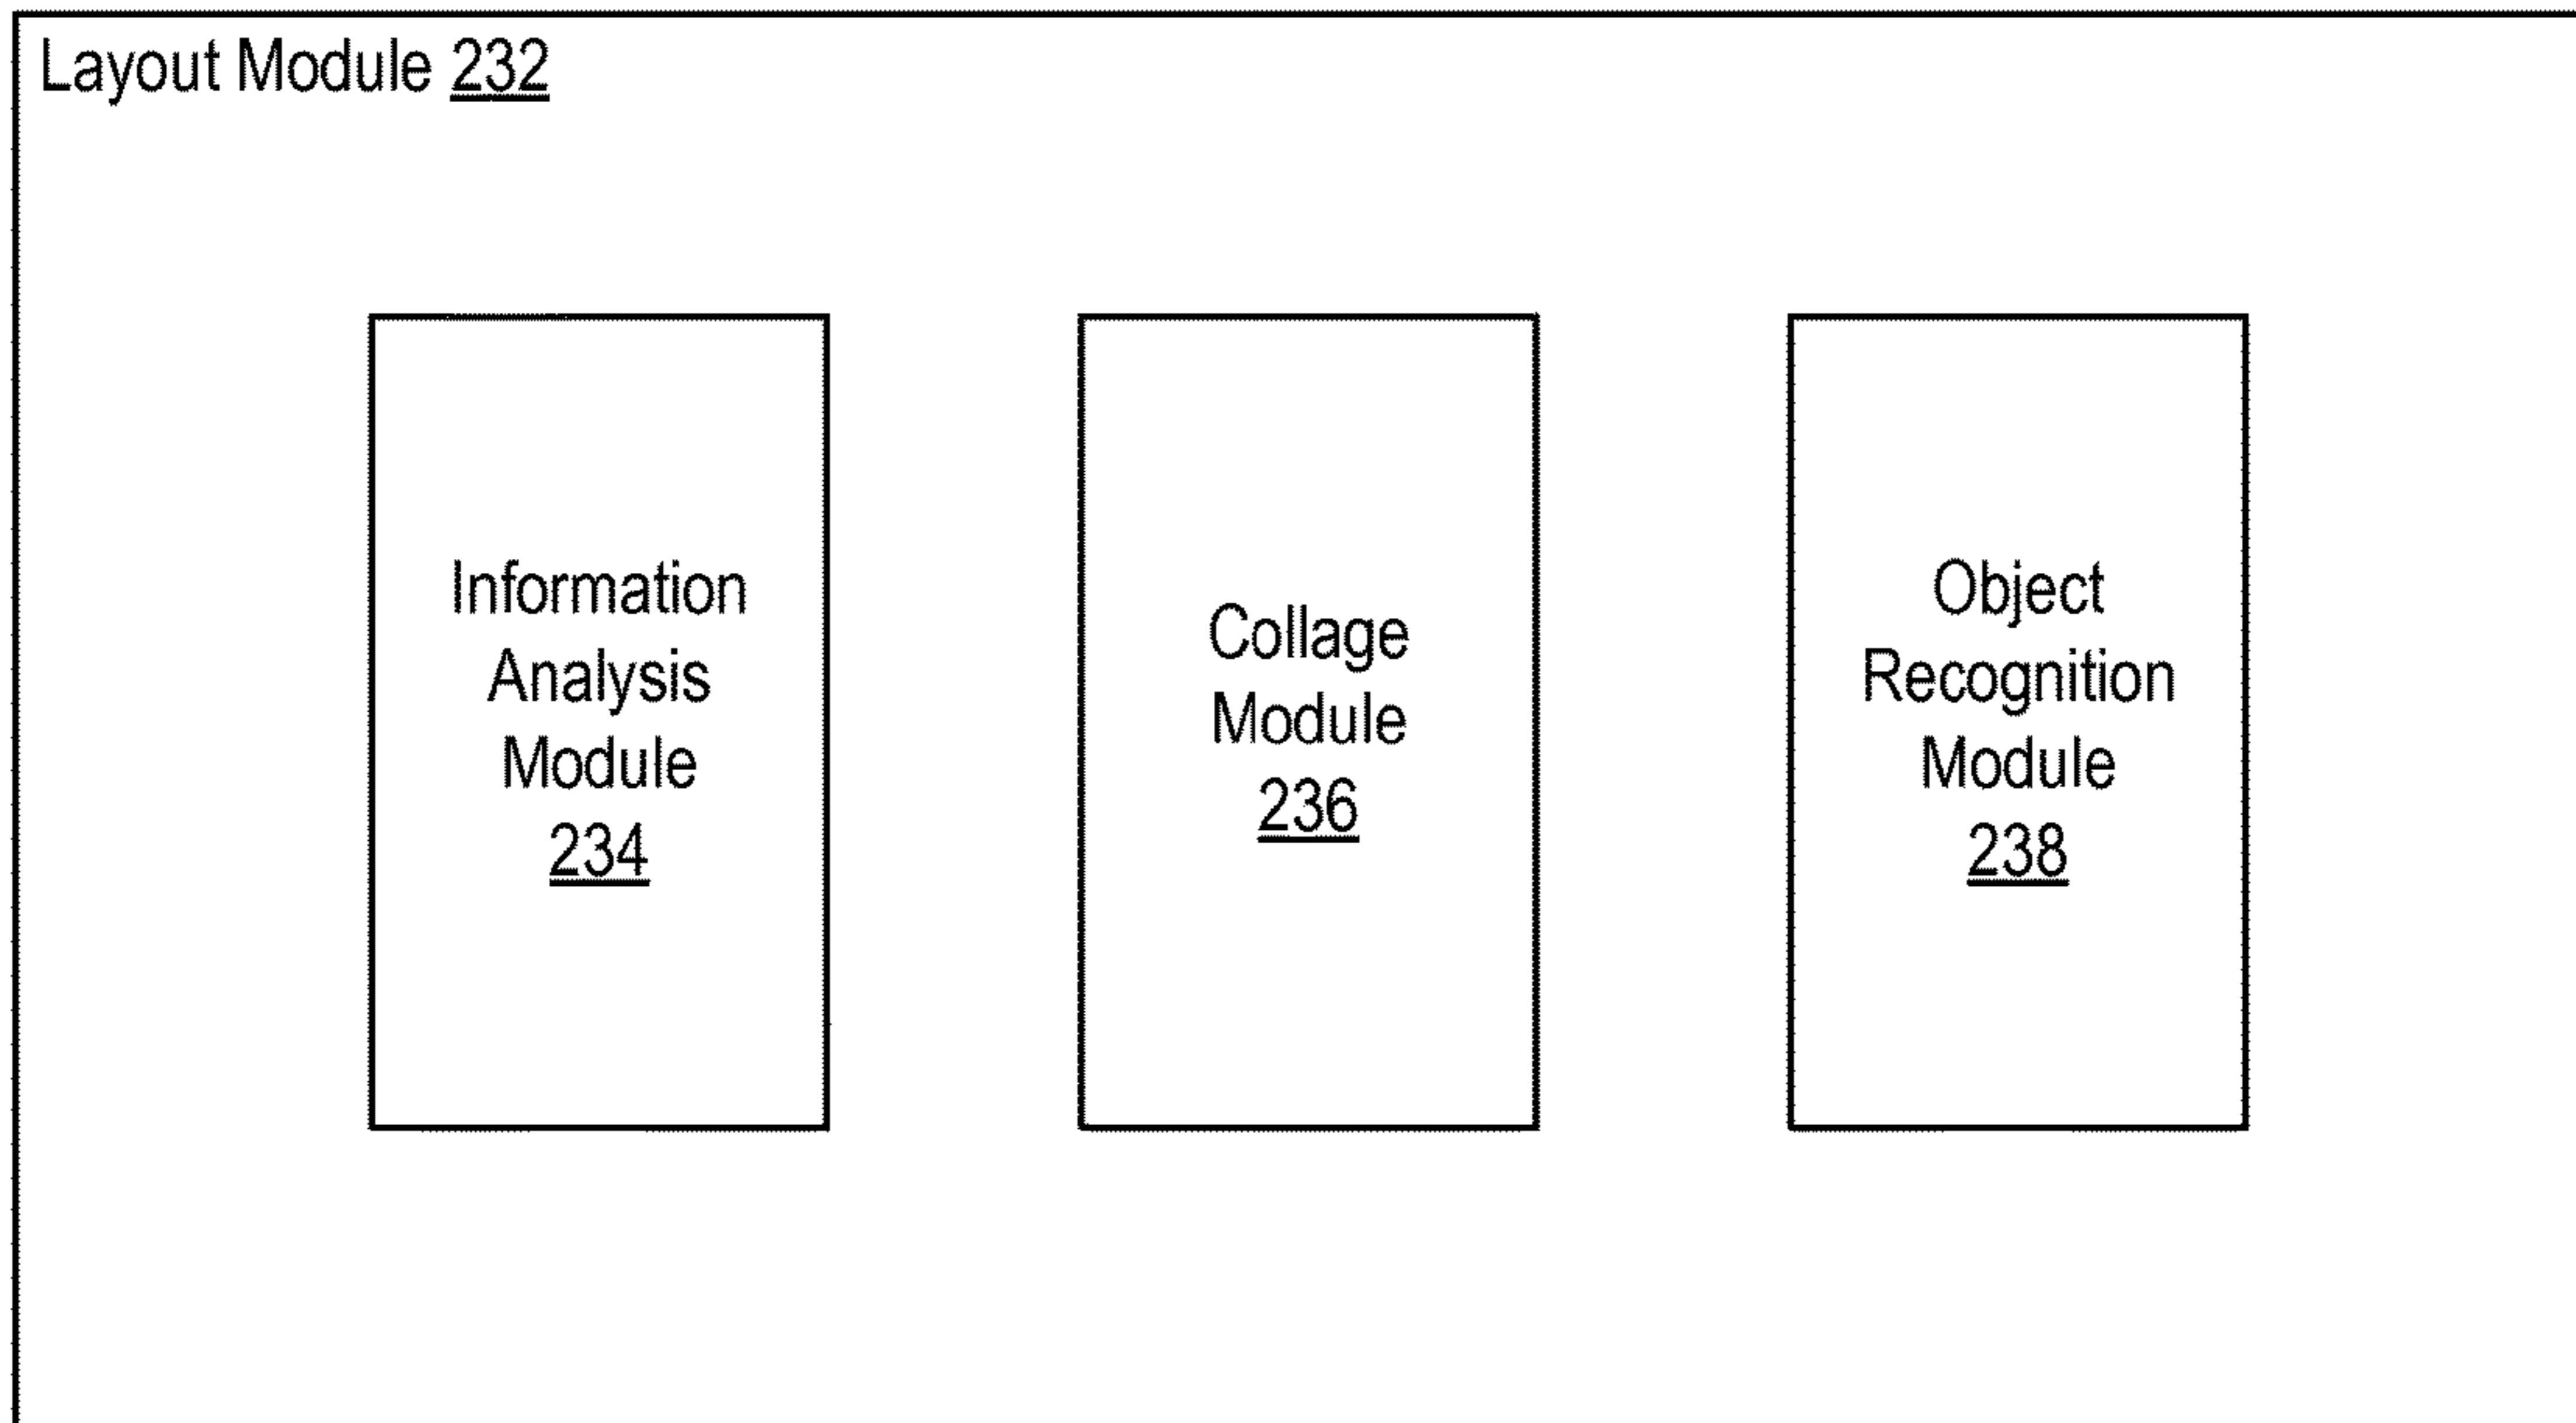 Layout Module 232
Information
Analysis
Module
234
Collage
Module
236
Object
Recognition
Module
238